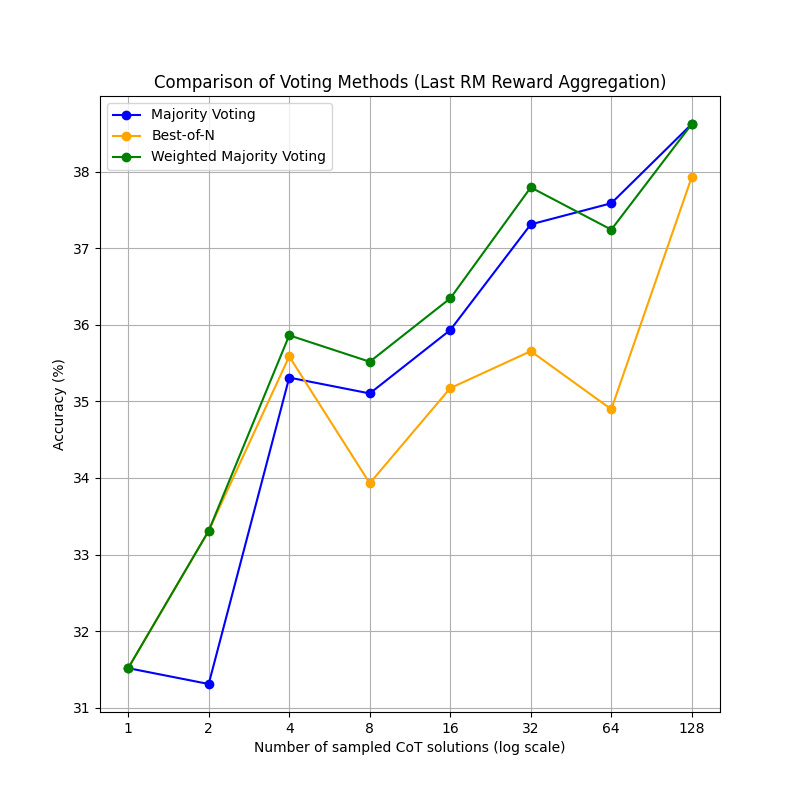 Comparison of Voting Methods (Last RM Reward Aggregation)
Majority Voting
Best-of-N
Weighted Majority Voting
Accuracy (%)
38
37
36
35
34
33
32
31
1 2 4 8 16 32 64 128
Number of sampled CoT solutions (log scale)